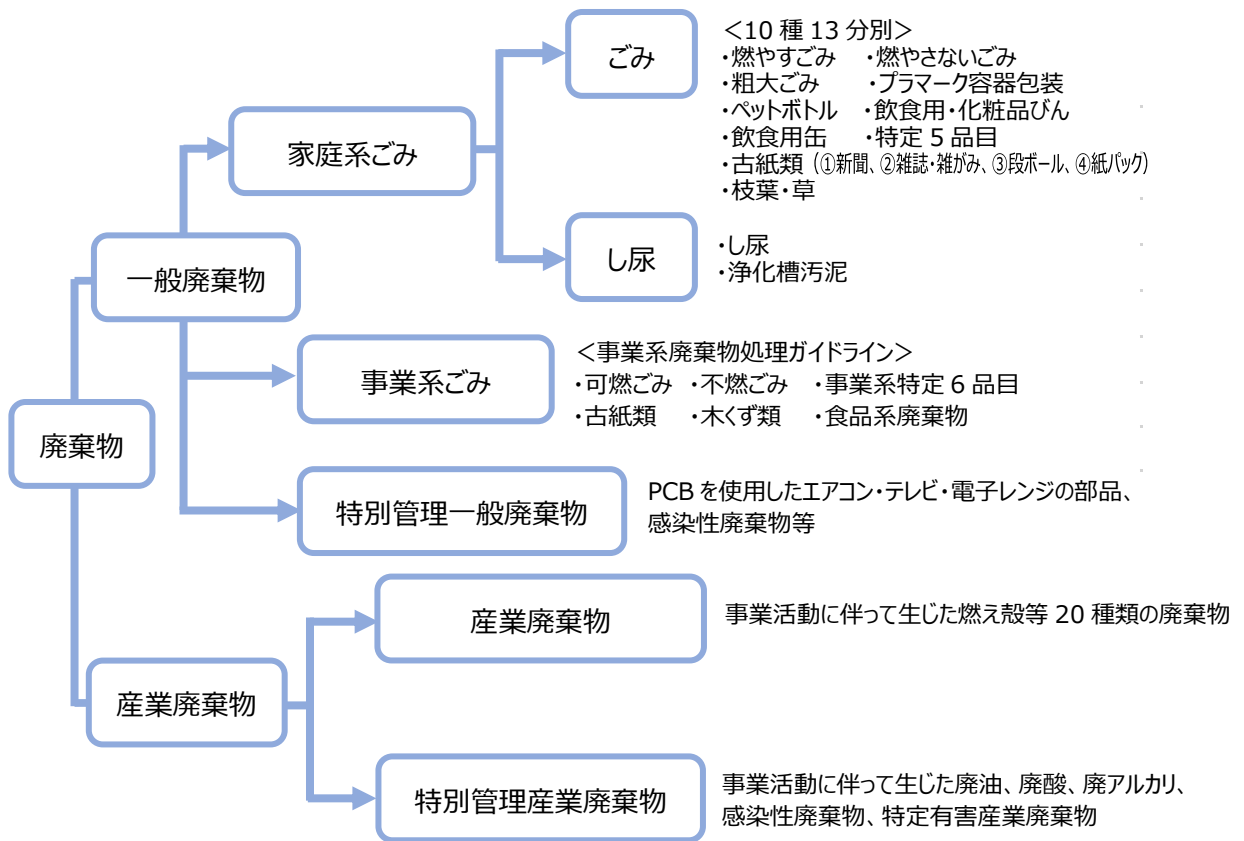 ごみ
<10 種 13 分別>
・燃やすごみ ・燃やさないごみ
・粗大ごみ ・プラマーク容器包装
・ペットボトル ・飲食用・化粧品びん
・飲食用缶 ・特定 5 品目
・古紙類（①新聞、②雑誌・雑がみ、③段ボール、④紙パック）
・枝葉・草
家庭系ごみ
し尿
・し尿
・浄化槽汚泥
一般廃棄物
事業系ごみ
<事業系廃棄物処理ガイドライン>
・可燃ごみ ・不燃ごみ ・事業系特定 6 品目
・古紙類 ・木くず類 ・食品系廃棄物
廃棄物
特別管理一般廃棄物
PCB を使用したエアコン・テレビ・電子レンジの部品、
感染性廃棄物等
産業廃棄物
事業活動に伴って生じた燃え殻等 20 種類の廃棄物
産業廃棄物
特別管理産業廃棄物
事業活動に伴って生じた廃油、廃酸、廃アルカリ、
感染性廃棄物、特定有害産業廃棄物